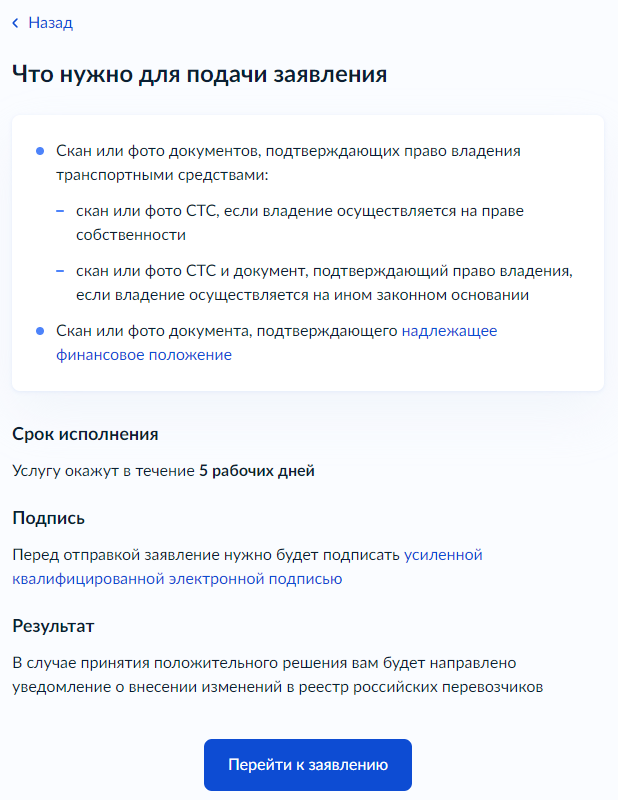 Назад
Что нужно для подачи заявления
Скан или фото документов, подтверждающих право владения
транспортными средствами:
– скан или фото СТС, если владение осуществляется на праве
собственности
– скан или фото СТС и документ, подтверждающий право владения,
если владение осуществляется на ином законном основании
Скан или фото документа, подтверждающего надлежащее
финансовое положение
Срок исполнения
Услугу окажут в течение 5 рабочих дней
Подпись
Перед отправкой заявление нужно будет подписать усиленной
квалифицированной электронной подписью
Результат
В случае принятия положительного решения вам будет направлено
уведомление о внесении изменений в реестр российских перевозчиков
Перейти к заявлению